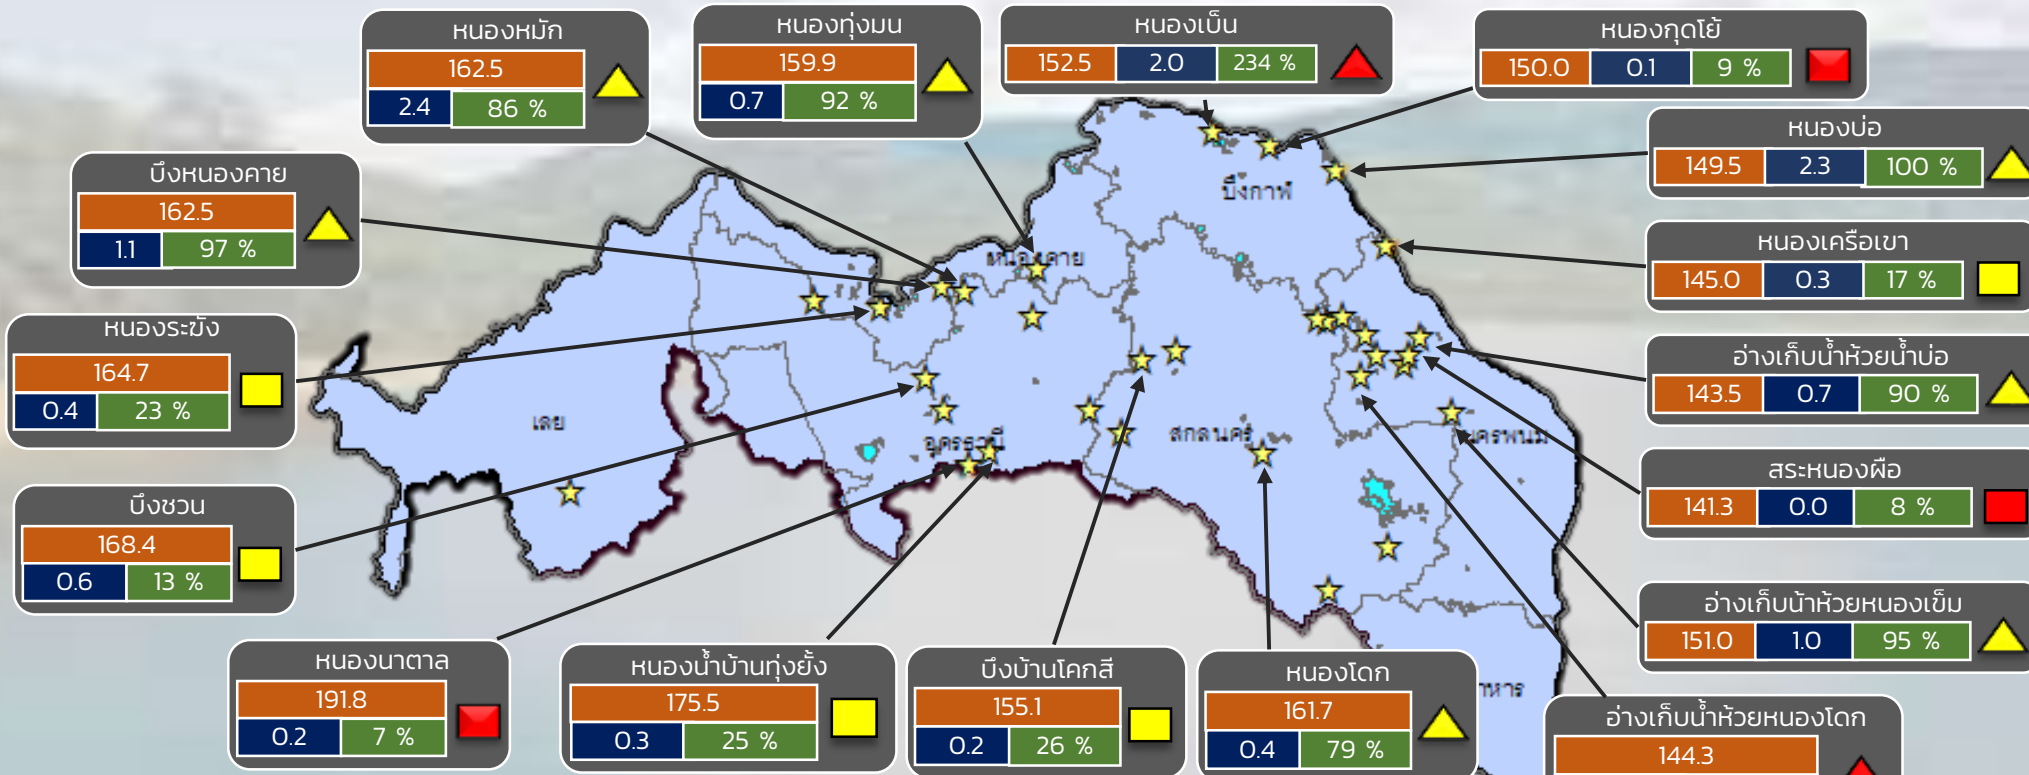 หนองหมัก
162.5
2.4 86 %
หนองทุ่งมน
159.9
0.7 92 %
หนองเบ็น
152.5 2.0 234 %
หนองกุดโย้
150.0 0.1 9 %
หนองบ่อ
149.5 2.3 100 %
บึงหนองคาย
162.5
1.1 97 %
บึงกาฬ
หนองเครือเขา
145.0 0.3 17 %
หนองคาย
หนองระฆัง
164.7
0.4 23 %
อ่างเก็บน้ำห้วยน้ำบ่อ
143.5 0.7 90 %
เลย
อุดรธานี
สกลนคร
นครพนม
สระหนองผือ
141.3 0.0 8 %
บึงชวน
168.4
0.6 13 %
อ่างเก็บน้าห้วยหนองเข็ม
151.0 1.0 95 %
หนองนาตาล
191.8
0.2 7 %
หนองน้ำบ้านทุ่งยั้ง
175.5
0.3 25 %
บึงบ้านโคกสี
155.1
0.2 26 %
หนองโดก
161.7
0.4 79 %
าหาร
อ่างเก็บน้ำห้วยหนองโดก
144.3